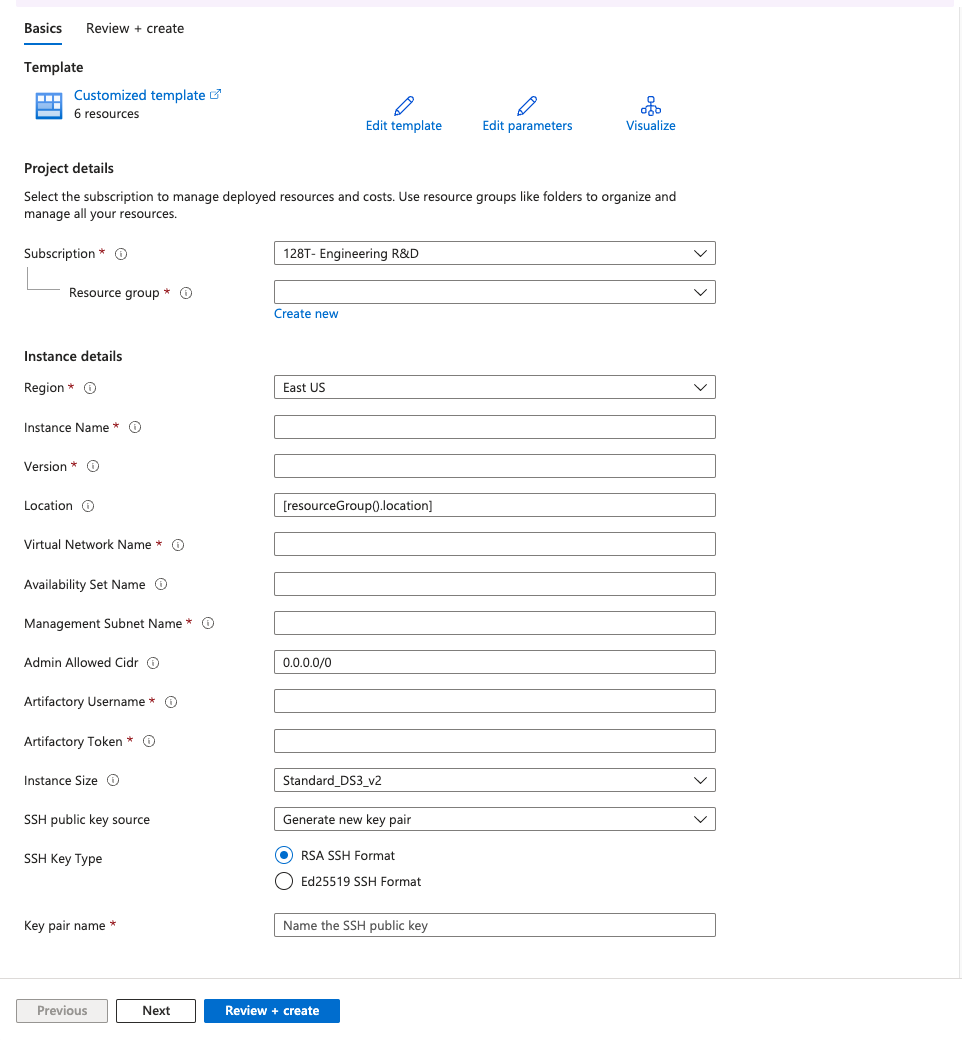 Basics Review + create
Template
Customized template
6 resources
Edit template Edit parameters Visualize
Project details
Select the subscription to manage deployed resources and costs. Use resource groups like folders to organize and
manage all your resources.
Subscription * 128T- Engineering R&D
Resource group *
Create new
Instance details
Region * East US
Instance Name *
Version *
Location [resourceGroup().location]
Virtual Network Name *
Availability Set Name
Management Subnet Name *
Admin Allowed Cidr 0.0.0.0/0
Artifactory Username *
Artifactory Token *
Instance Size Standard_DS3_v2
SSH public key source Generate new key pair
SSH Key Type RSA SSH Format
Ed25519 SSH Format
Key pair name * Name the SSH public key
Previous Next Review + create